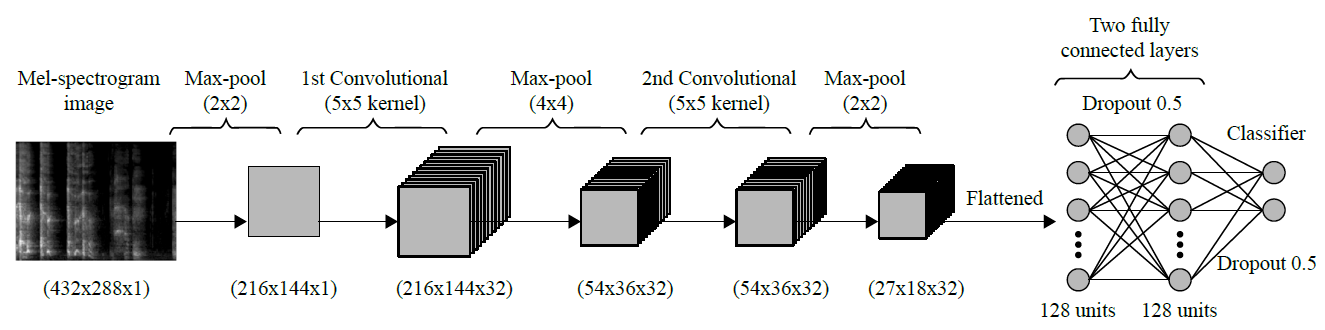 Two fully
connected layers
Mel-spectrogram
image
Max-pool
(2x2)
1st Convolutional
(5x5 kernel)
Max-pool
(4x4)
2nd Convolutional
(5x5 kernel)
Max-pool
(2x2)
Dropout 0.5
Classifier
Flattened
Dropout 0.5
(432x288x1)
(216x144x1)
(216x144x32)
(54x36x32)
(54x36x32)
(27x18x32)
128 units
128 units